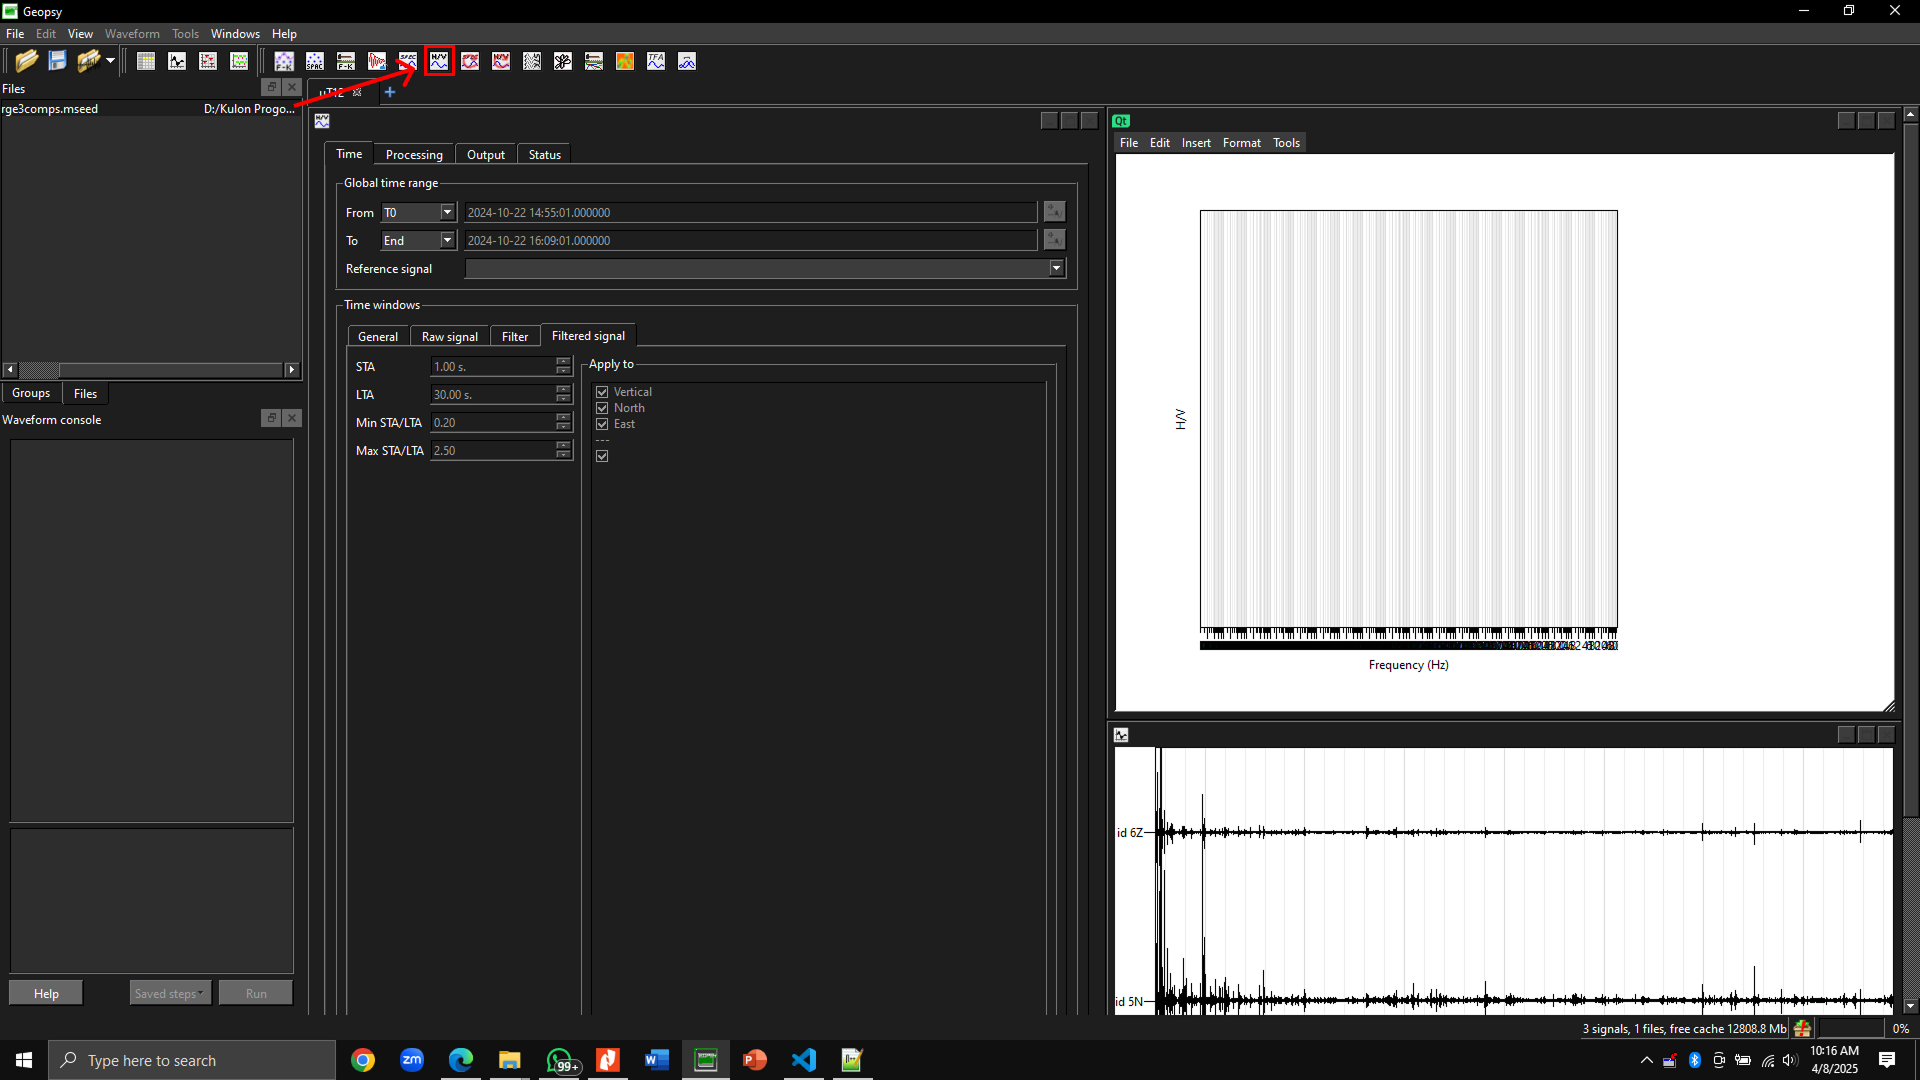 Geopsy
File Edit View Waveform Tools Windows Help
F-K SPAC F-K H/V TFA
Files
rge3comps.mseed D:/Kulon Progo...
Groups Files
Waveform console
Help Saved steps Run
Time Processing Output Status
Global time range
From T0 2024-10-22 14:55:01.000000
To End 2024-10-22 16:09:01.000000
Reference signal
Time windows
General Raw signal Filter Filtered signal
STA 1.00 s.
LTA 30.00 s.
Min STA/LTA 0.20
Max STA/LTA 2.50
Apply to
Vertical
North
East
---
Qt
File Edit Insert Format Tools
H/V
Frequency (Hz)
id 6Z
id 5N
3 signals, 1 files, free cache 12808.8 Mb 0%
Type here to search
zm
99+
10:16 AM
4/8/2025